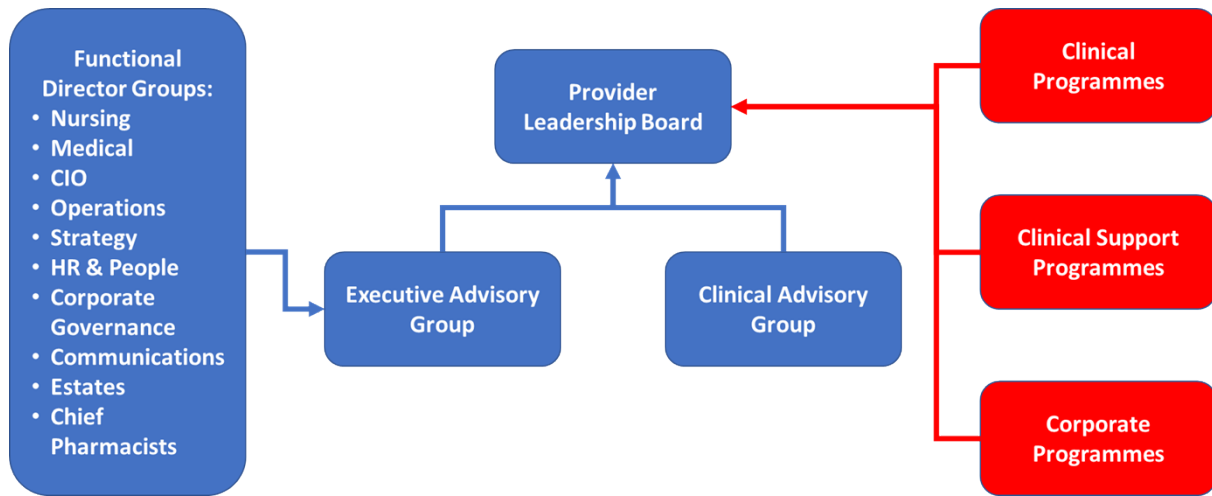 Functional
Director Groups:
• Nursing
• Medical
• CIO
• Operations
• Strategy
• HR & People
• Corporate
Governance
• Communications
• Estates
• Chief
Pharmacists
Provider
Leadership Board
Executive Advisory
Group
Clinical Advisory
Group
Clinical
Programmes
Clinical Support
Programmes
Corporate
Programmes